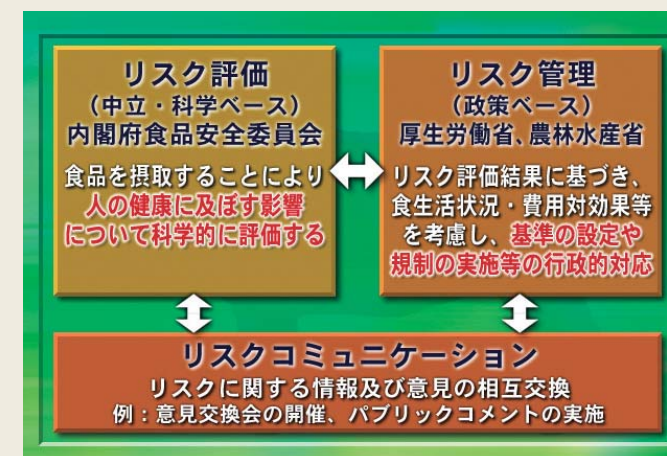 リスク評価
（中立・科学ベース）
内閣府食品安全委員会
食品を摂取することにより
人の健康に及ぼす影響
について科学的に評価する
リスク管理
（政策ベース）
厚生労働省、農林水産省
リスク評価結果に基づき、
食生活状況・費用対効果等
を考慮し、基準の設定や
規制の実施等の行政的対応
リスクコミュニケーション
リスクに関する情報及び意見の相互交換
例：意見交換会の開催、パブリックコメントの実施